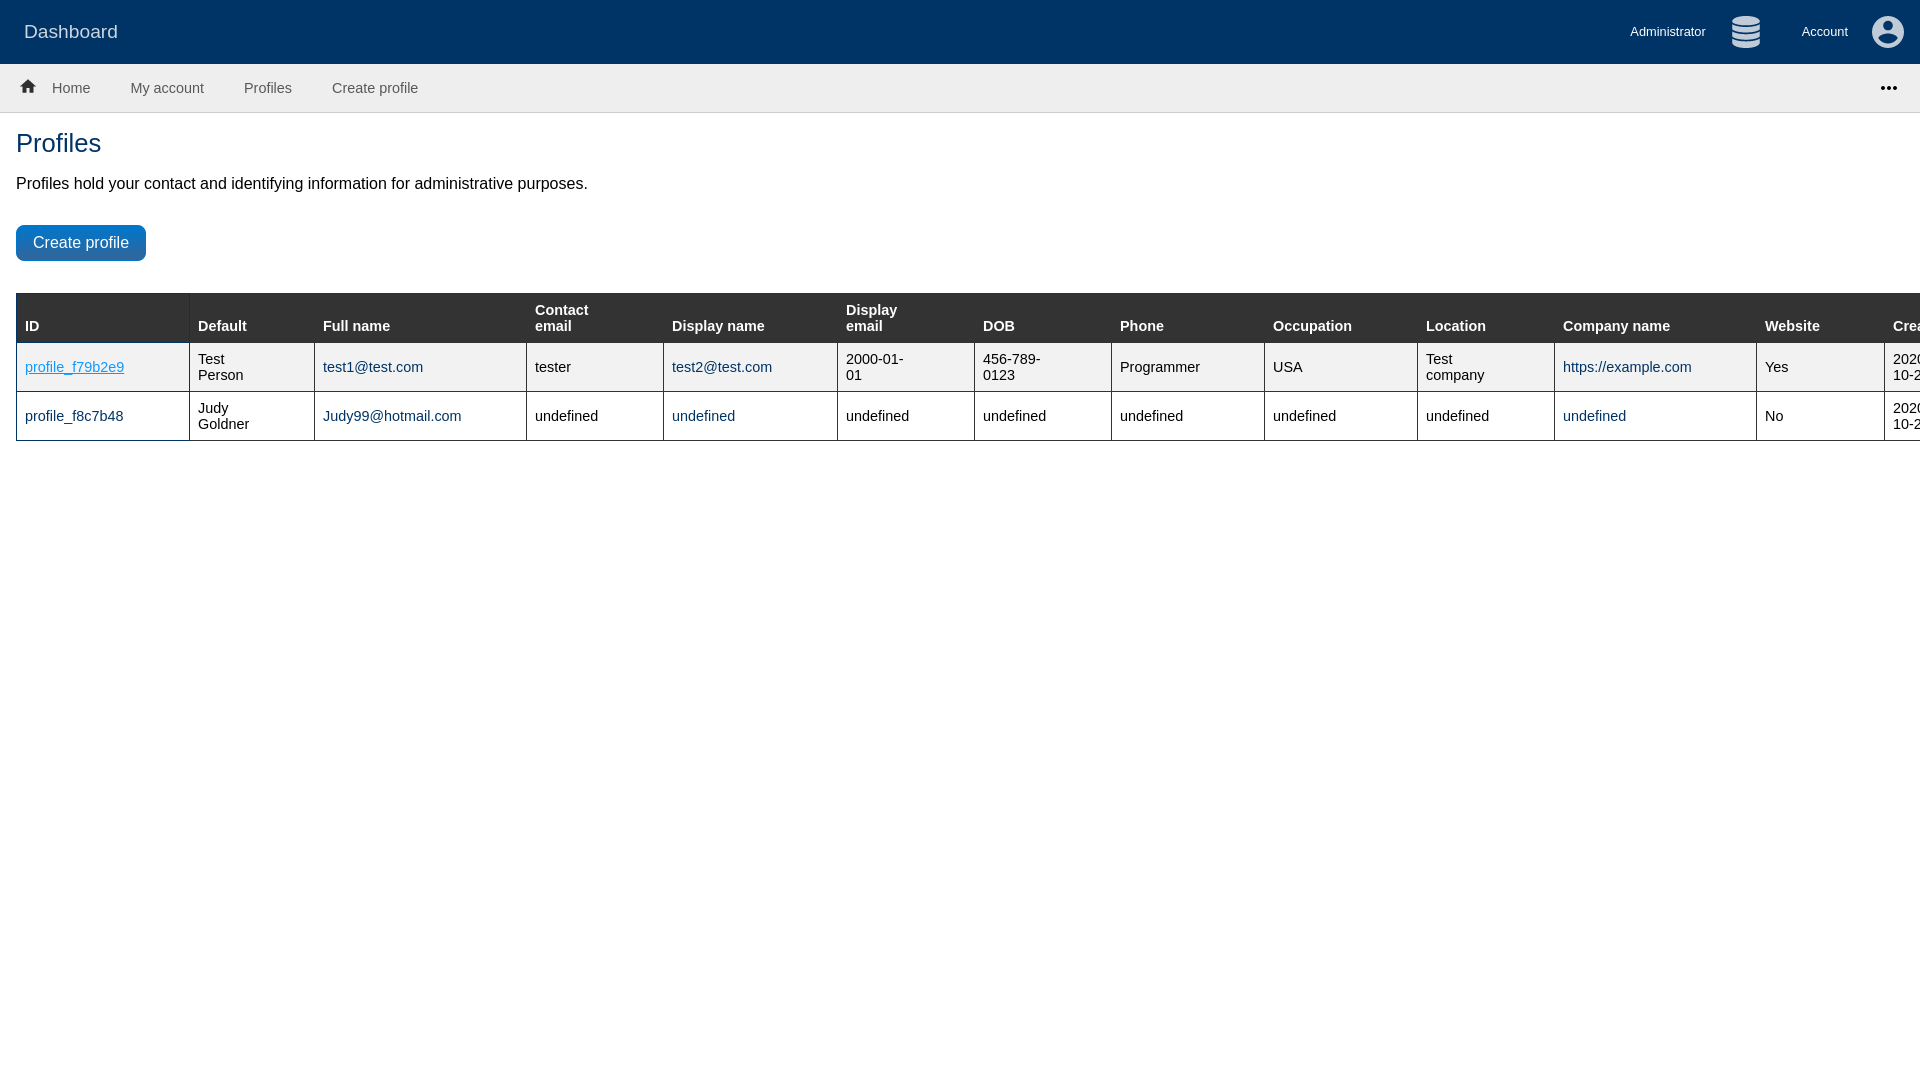 Dashboard
Administrator
Account
Home
My account
Profiles
Create profile
Profiles
Profiles hold your contact and identifying information for administrative purposes.
Create profile
ID
Default
Full name
Contact
email
Display name
Display
email
DOB
Phone
Occupation
Location
Company name
Website
Crea
profile_f79b2e9
Test
Person
test1@test.com
tester
test2@test.com
2000-01-
01
456-789-
0123
Programmer
USA
Test
company
https://example.com
Yes
2020
10-2
profile_f8c7b48
Judy
Goldner
Judy99@hotmail.com
undefined
undefined
undefined
undefined
undefined
undefined
undefined
undefined
No
2020
10-2